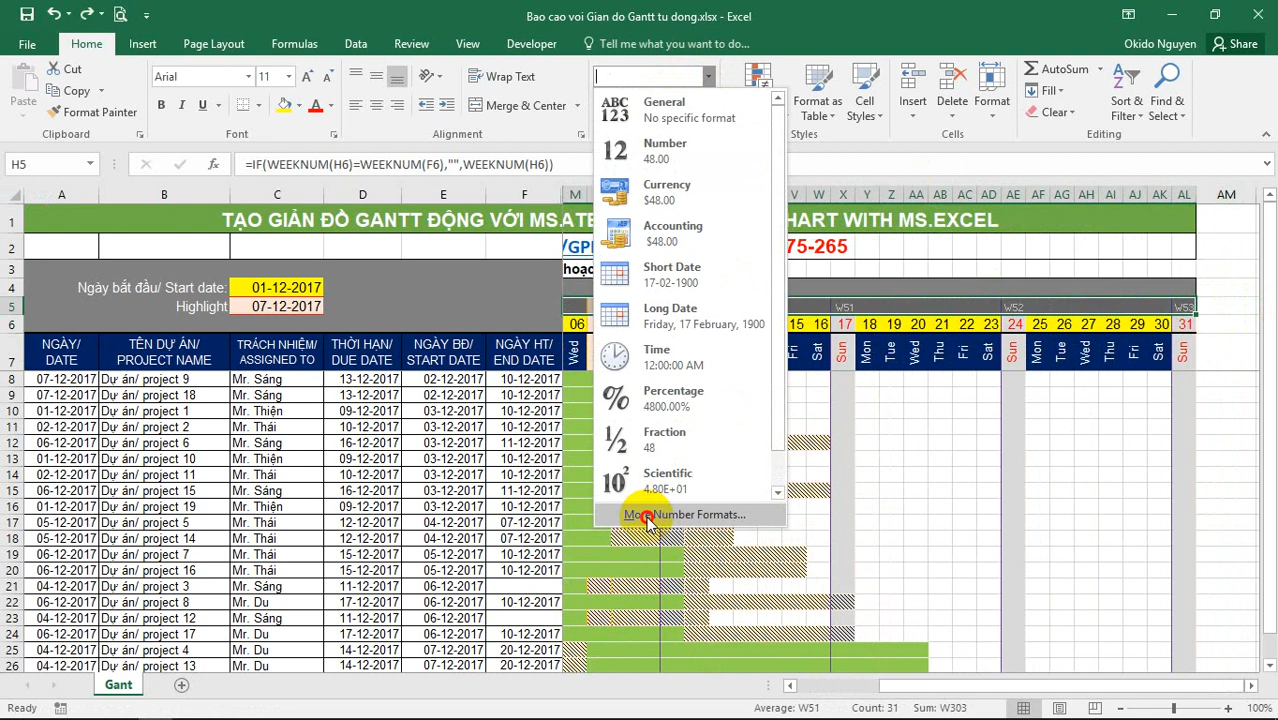 Bao cao voi Gian do Gantt tu dong.xlsx - Excel
File Home Insert Page Layout Formulas Data Review View Developer Tell me what you want to do... Okido Nguyen Share
Paste Cut Copy Arial 11 Wrap Text Merge & Center Format as Table Cell Styles Insert Delete Format AutoSum Fill Clear Sort & Filter Find & Select
Clipboard Font Alignment Styles Cells Editing
H5 =IF(WEEKNUM(H6)=WEEKNUM(F6),"",WEEKNUM(H6))
General
No specific format
Number
48.00
Currency
$48.00
Accounting
$48.00
Short Date
17-02-1900
Long Date
Friday, 17 February, 1900
Time
12:00:00 AM
Percentage
4800.00%
Fraction
48
Scientific
4.80E+01
More Number Formats...
A B C D E F M V W X Y Z AA AB AC AD AE AF AG AH AI AJ AK AL AM
1 TẠO GIẢN ĐỒ GANTT ĐỘNG VỚI MS. CHART WITH MS.EXCEL
2 /GP 75-265
3
4 Ngày bắt đầu/ Start date: 01-12-2017
5 Highlight 07-12-2017 W51 W52 W53
6 06 15 16 17 18 19 20 21 22 23 24 25 26 27 28 29 30 31
7 NGÀY/ DATE TÊN DỰ ÁN/ PROJECT NAME TRÁCH NHIỆM/ ASSIGNED TO THỜI HẠN/ DUE DATE NGÀY BĐ/ START DATE NGÀY HT/ END DATE Wed Fri Sat Sun Mon Tue Wed Thu Fri Sat Sun Mon Tue Wed Thu Fri Sat Sun
8 07-12-2017 Dự án/ project 9 Mr. Sáng 13-12-2017 02-12-2017 10-12-2017
9 07-12-2017 Dự án/ project 18 Mr. Sáng 13-12-2017 02-12-2017 10-12-2017
10 01-12-2017 Dự án/ project 1 Mr. Thiện 09-12-2017 03-12-2017 10-12-2017
11 02-12-2017 Dự án/ project 2 Mr. Thái 09-12-2017 03-12-2017 10-12-2017
12 06-12-2017 Dự án/ project 6 Mr. Sáng 16-12-2017 03-12-2017 11-12-2017
13 01-12-2017 Dự án/ project 10 Mr. Thiện 09-12-2017 03-12-2017 10-12-2017
14 02-12-2017 Dự án/ project 11 Mr. Thái 09-12-2017 03-12-2017 10-12-2017
15 06-12-2017 Dự án/ project 15 Mr. Sáng 16-12-2017 03-12-2017 11-12-2017
16 01-12-2017 Dự án/ project 19 Mr. Thiện 09-12-2017 03-12-2017 10-12-2017
17 05-12-2017 Dự án/ project 5 Mr. Thái 10-12-2017 04-12-2017 07-12-2017
18 05-12-2017 Dự án/ project 14 Mr. Thái 10-12-2017 04-12-2017 07-12-2017
19 06-12-2017 Dự án/ project 7 Mr. Thái 15-12-2017 05-12-2017 10-12-2017
20 06-12-2017 Dự án/ project 16 Mr. Thái 15-12-2017 05-12-2017 10-12-2017
21 04-12-2017 Dự án/ project 3 Mr. Sáng 11-12-2017 06-12-2017
22 06-12-2017 Dự án/ project 8 Mr. Du 17-12-2017 06-12-2017 10-12-2017
23 04-12-2017 Dự án/ project 12 Mr. Sáng 11-12-2017 06-12-2017
24 06-12-2017 Dự án/ project 17 Mr. Du 17-12-2017 06-12-2017 10-12-2017
25 04-12-2017 Dự án/ project 4 Mr. Du 14-12-2017 07-12-2017 20-12-2017
26 04-12-2017 Dự án/ project 13 Mr. Du 14-12-2017 07-12-2017 20-12-2017
Gant
Ready Average: W51 Count: 31 Sum: W303 100%